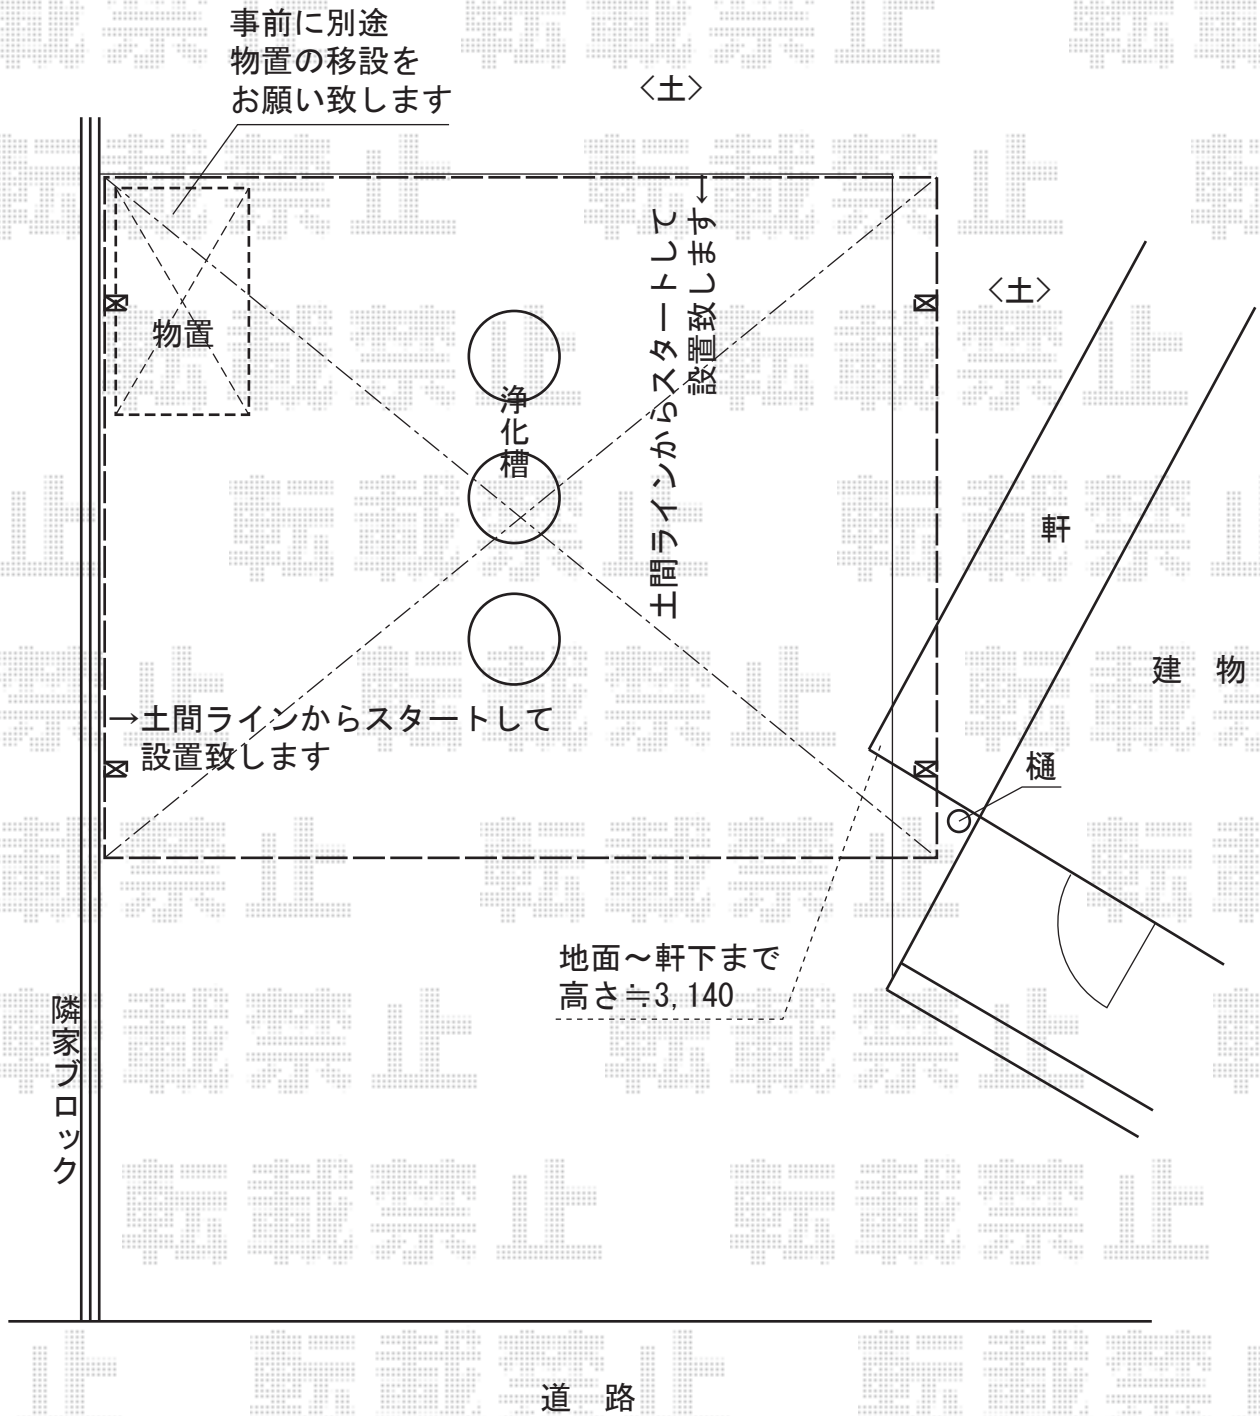 事前に別途
物置の移設を
お願い致します
〈土〉
土間ラインからスタートして
→設置致します
〈土〉
物置
浄化槽
軒
建 物
→土間ラインからスタートして
設置致します
樋
地面～軒下まで
高さ≒3,140
隣家ブロック
道 路
転載禁止